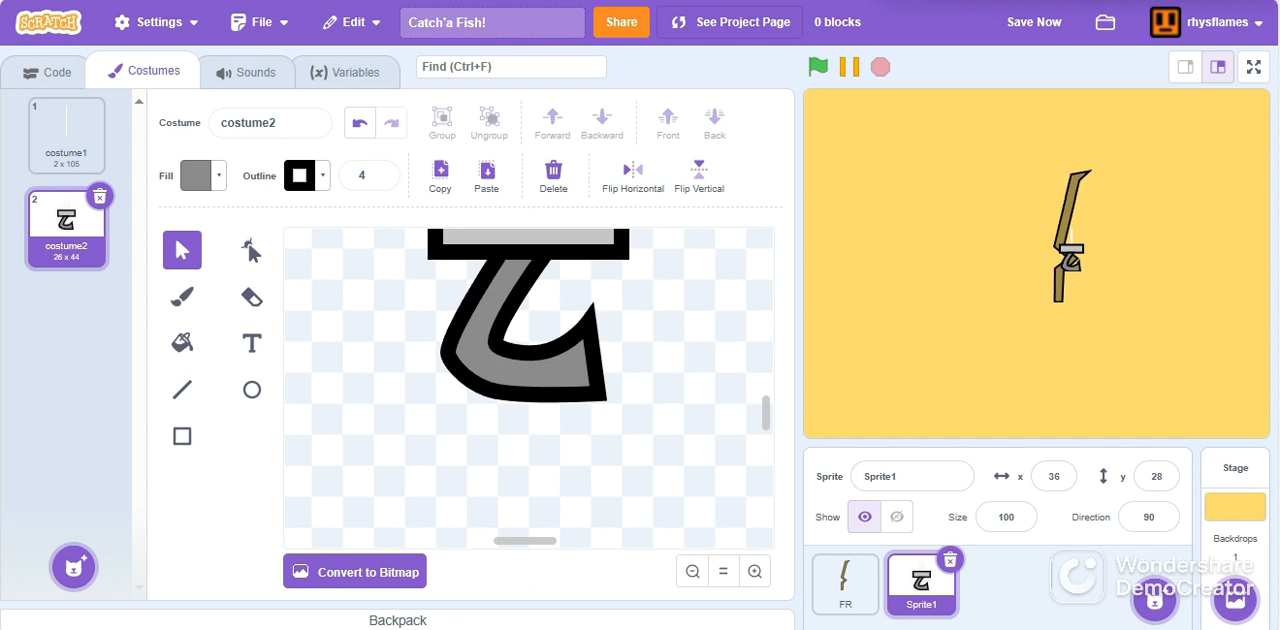 SCRATCH Settings File Edit Catch'a Fish! Share See Project Page 0 blocks Save Now rhysflames
Code Costumes Sounds (x) Variables Find (Ctrl+F)
1
costume1
2 x 105
2
costume2
26 x 44
Costume costume2 Group Ungroup Forward Backward Front Back
Fill Outline 4 Copy Paste Delete Flip Horizontal Flip Vertical
T
Convert to Bitmap
Sprite Sprite1 x 36 y 28
Show Size 100 Direction 90
FR
Sprite1
Stage
Backdrops
1
Wondershare
DemoCreator
Backpack